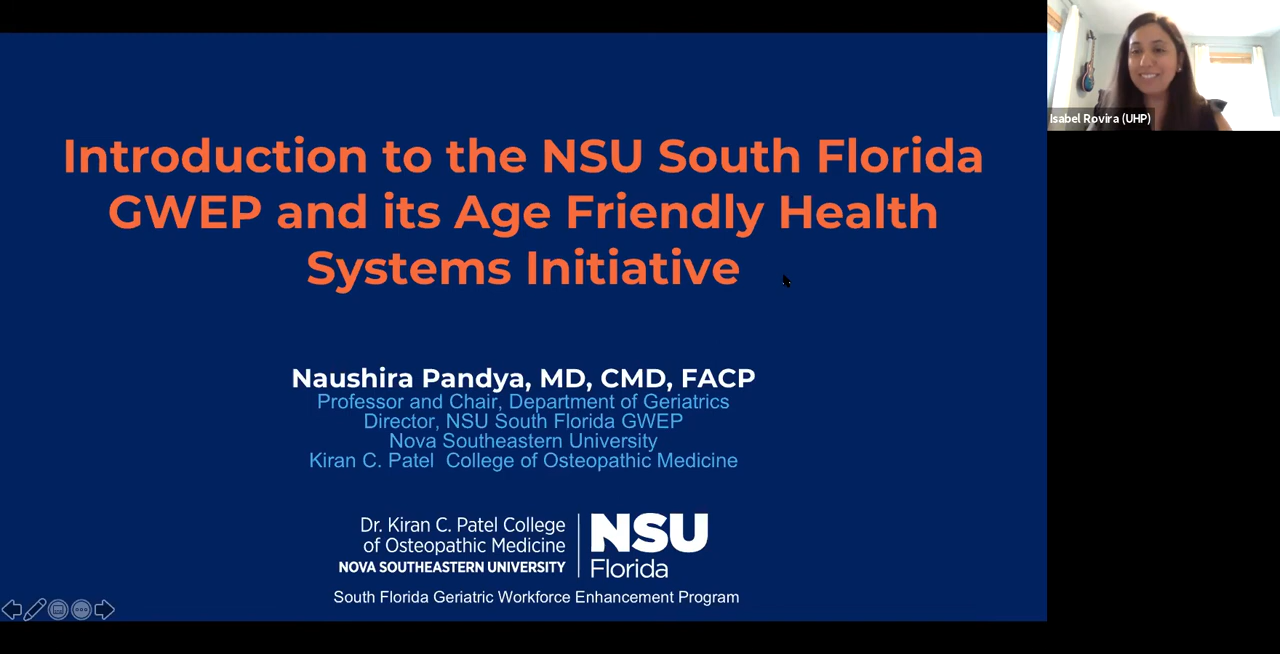 Introduction to the NSU South Florida
GWEP and its Age Friendly Health
Systems Initiative
Naushira Pandya, MD, CMD, FACP
Professor and Chair, Department of Geriatrics
Director, NSU South Florida GWEP
Nova Southeastern University
Kiran C. Patel  College of Osteopathic Medicine
Dr. Kiran C. Patel College
of Osteopathic Medicine
NOVA SOUTHEASTERN UNIVERSITY
NSU
Florida
South Florida Geriatric Workforce Enhancement Program
Isabel Rovira (UHP)